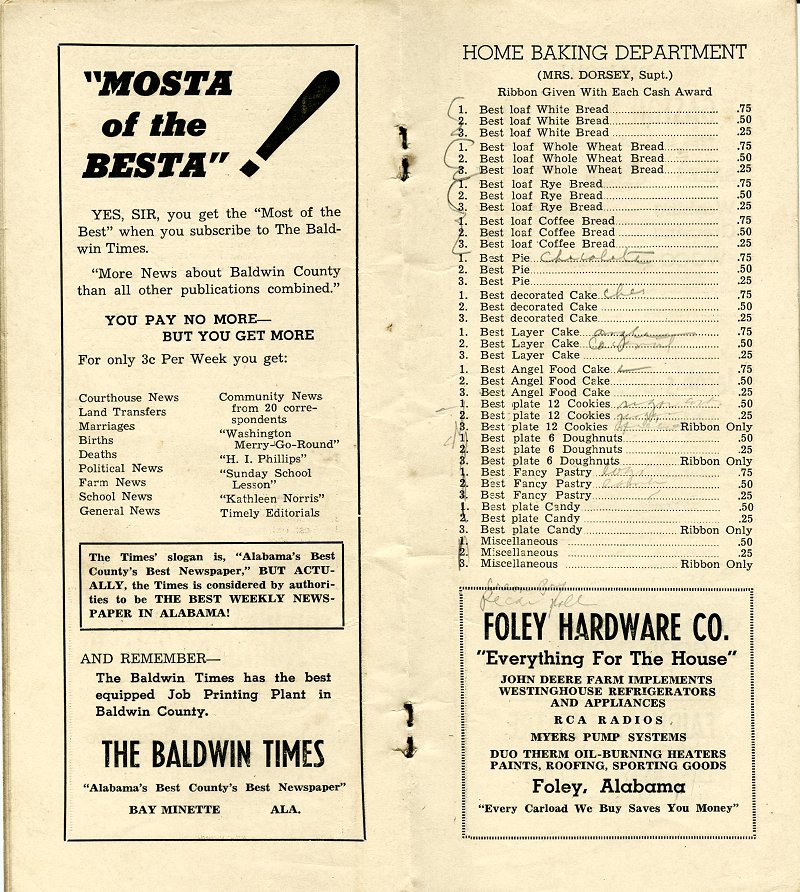 "MOSTA
of the
BESTA"!
YES, SIR, you get the "Most of the
Best" when you subscribe to The Bald-
win Times.
"More News about Baldwin County
than all other publications combined."
YOU PAY NO MORE—
BUT YOU GET MORE
For only 3c Per Week you get:
Courthouse News
Land Transfers
Marriages
Births
Deaths
Political News
Farm News
School News
General News
Community News
from 20 corre-
spondents
"Washington
Merry-Go-Round"
"H. I. Phillips"
"Sunday School
Lesson"
"Kathleen Norris"
Timely Editorials
The Times' slogan is, "Alabama's Best
County's Best Newspaper," BUT ACTU-
ALLY, the Times is considered by authori-
ties to be THE BEST WEEKLY NEWS-
PAPER IN ALABAMA!
AND REMEMBER—
The Baldwin Times has the best
equipped Job Printing Plant in
Baldwin County.
THE BALDWIN TIMES
"Alabama's Best County's Best Newspaper"
BAY MINETTE ALA.
HOME BAKING DEPARTMENT
(MRS. DORSEY, Supt.)
Ribbon Given With Each Cash Award
1. Best loaf White Bread .75
2. Best loaf White Bread .50
3. Best loaf White Bread .25
1. Best loaf Whole Wheat Bread .75
2. Best loaf Whole Wheat Bread .50
3. Best loaf Whole Wheat Bread .25
1. Best loaf Rye Bread .75
2. Best loaf Rye Bread .50
3. Best loaf Rye Bread .25
1. Best loaf Coffee Bread .75
2. Best loaf Coffee Bread .50
3. Best loaf Coffee Bread .25
1. Best Pie Chocolate .75
2. Best Pie .50
3. Best Pie .25
1. Best decorated Cake .75
2. Best decorated Cake .50
3. Best decorated Cake .25
1. Best Layer Cake .75
2. Best Layer Cake .50
3. Best Layer Cake .25
1. Best Angel Food Cake .75
2. Best Angel Food Cake .50
3. Best Angel Food Cake .25
1. Best plate 12 Cookies .50
2. Best plate 12 Cookies .25
3. Best plate 12 Cookies Ribbon Only
1. Best plate 6 Doughnuts .50
2. Best plate 6 Doughnuts .25
3. Best plate 6 Doughnuts Ribbon Only
1. Best Fancy Pastry .75
2. Best Fancy Pastry .50
3. Best Fancy Pastry .25
1. Best plate Candy .50
2. Best plate Candy .25
3. Best plate Candy Ribbon Only
1. Miscellaneous .50
2. Miscellaneous .25
3. Miscellaneous Ribbon Only
FOLEY HARDWARE CO.
"Everything For The House"
JOHN DEERE FARM IMPLEMENTS
WESTINGHOUSE REFRIGERATORS
AND APPLIANCES
RCA RADIOS
MYERS PUMP SYSTEMS
DUO THERM OIL-BURNING HEATERS
PAINTS, ROOFING, SPORTING GOODS
Foley, Alabama
"Every Carload We Buy Saves You Money"